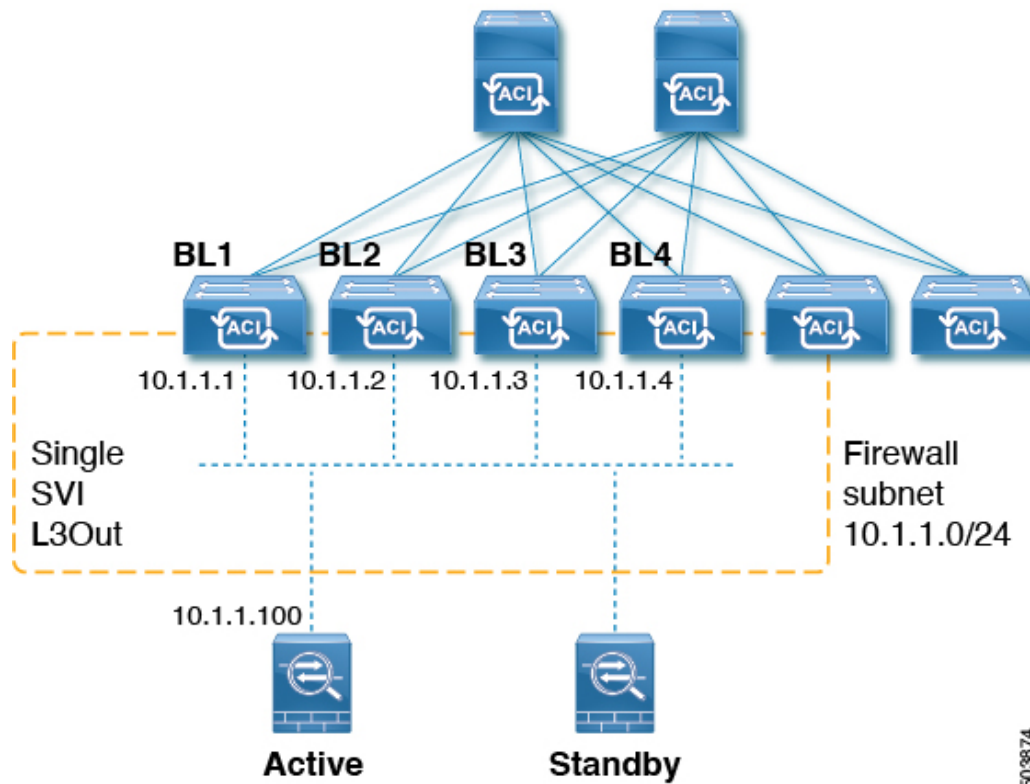 ACI ACI
BL1 BL2 BL3 BL4
ACI ACI ACI ACI ACI ACI
10.1.1.1 10.1.1.2 10.1.1.3 10.1.1.4
Single
SVI
L3Out
Firewall
subnet
10.1.1.0/24
10.1.1.100
Active Standby